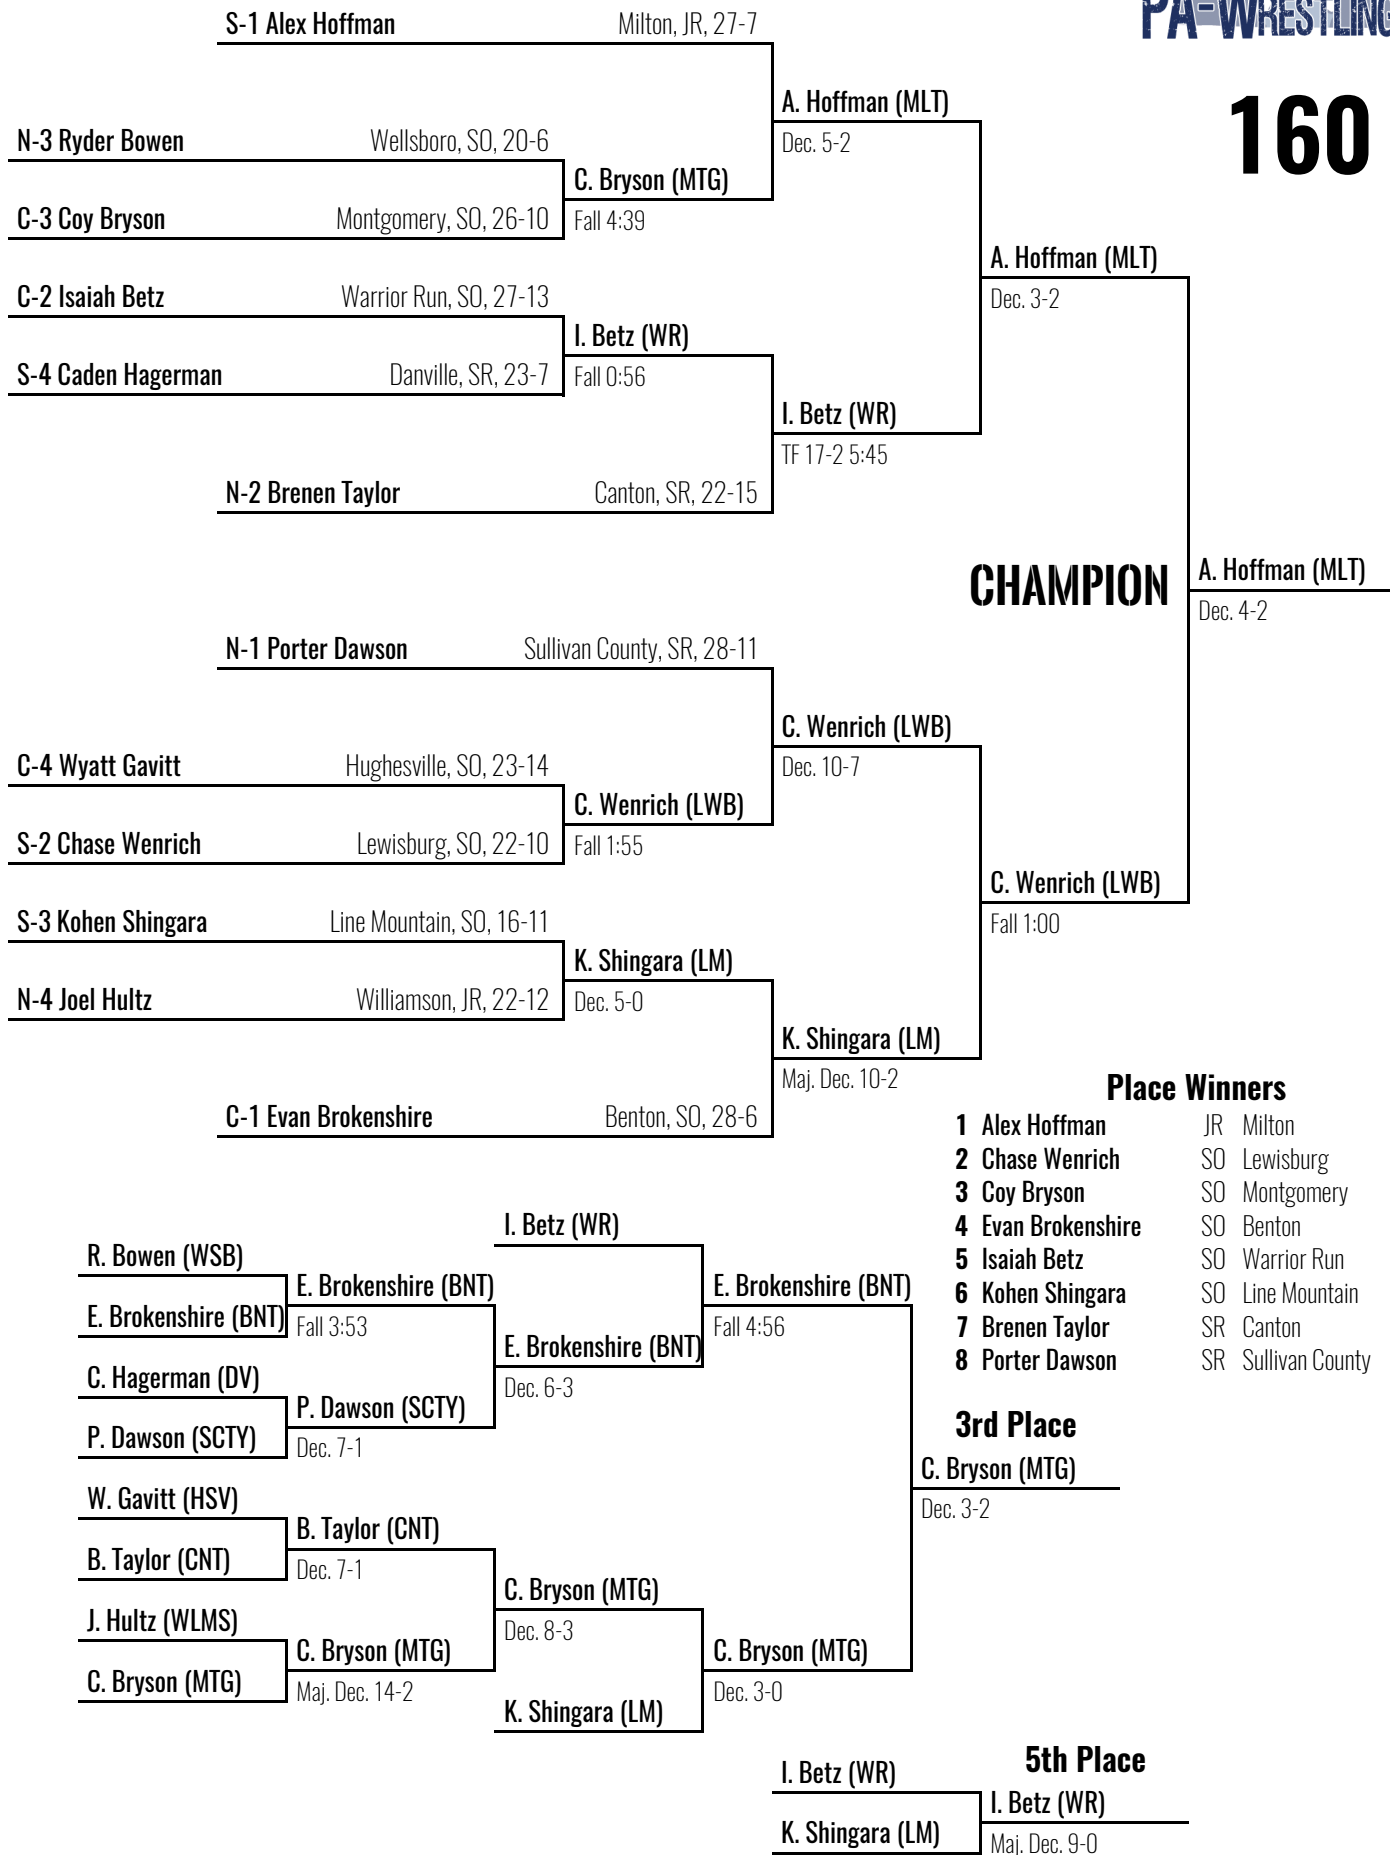 PA-WRESTLING
160
S-1 Alex Hoffman Milton, JR, 27-7
A. Hoffman (MLT)
Dec. 5-2
N-3 Ryder Bowen Wellsboro, SO, 20-6
C. Bryson (MTG)
Fall 4:39
C-3 Coy Bryson Montgomery, SO, 26-10
A. Hoffman (MLT)
Dec. 3-2
C-2 Isaiah Betz Warrior Run, SO, 27-13
I. Betz (WR)
Fall 0:56
S-4 Caden Hagerman Danville, SR, 23-7
I. Betz (WR)
TF 17-2 5:45
N-2 Brenen Taylor Canton, SR, 22-15
CHAMPION
A. Hoffman (MLT)
Dec. 4-2
N-1 Porter Dawson Sullivan County, SR, 28-11
C. Wenrich (LWB)
Dec. 10-7
C-4 Wyatt Gavitt Hughesville, SO, 23-14
C. Wenrich (LWB)
Fall 1:55
S-2 Chase Wenrich Lewisburg, SO, 22-10
C. Wenrich (LWB)
Fall 1:00
S-3 Kohen Shingara Line Mountain, SO, 16-11
K. Shingara (LM)
Dec. 5-0
N-4 Joel Hultz Williamson, JR, 22-12
K. Shingara (LM)
Maj. Dec. 10-2
C-1 Evan Brokenshire Benton, SO, 28-6
Place Winners
1 Alex Hoffman JR Milton
2 Chase Wenrich SO Lewisburg
3 Coy Bryson SO Montgomery
4 Evan Brokenshire SO Benton
5 Isaiah Betz SO Warrior Run
6 Kohen Shingara SO Line Mountain
7 Brenen Taylor SR Canton
8 Porter Dawson SR Sullivan County
I. Betz (WR)
R. Bowen (WSB)
E. Brokenshire (BNT)
Fall 3:53
E. Brokenshire (BNT)
E. Brokenshire (BNT)
Fall 4:56
E. Brokenshire (BNT)
Dec. 6-3
C. Hagerman (DV)
P. Dawson (SCTY)
Dec. 7-1
P. Dawson (SCTY)
3rd Place
C. Bryson (MTG)
Dec. 3-2
W. Gavitt (HSV)
B. Taylor (CNT)
Dec. 7-1
B. Taylor (CNT)
C. Bryson (MTG)
Dec. 8-3
J. Hultz (WLMS)
C. Bryson (MTG)
Maj. Dec. 14-2
C. Bryson (MTG)
C. Bryson (MTG)
Dec. 3-0
K. Shingara (LM)
5th Place
I. Betz (WR)
I. Betz (WR)
Maj. Dec. 9-0
K. Shingara (LM)